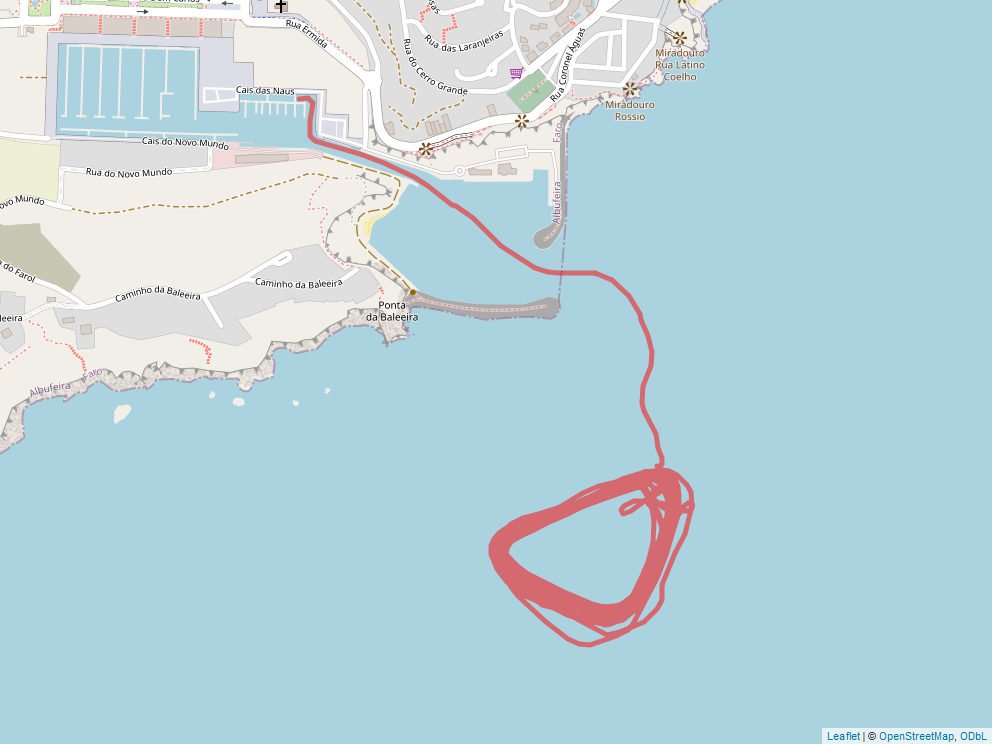 Rua Ermida
Rua das Laranjeiras
Rua do Cerro Grande
Rua Coronel Águas
Miradouro
Rua Latino
Coelho
Miradouro
Rossio
Cais das Naus
Cais do Novo Mundo
Rua do Novo Mundo
ovo Mundo
a do Farol
Faro
Albufeira
Caminho da Baleeira
Caminho da Baleeira
leeira
Ponta
da Baleeira
Albufeira
Faro
Leaflet | © OpenStreetMap, ODbL